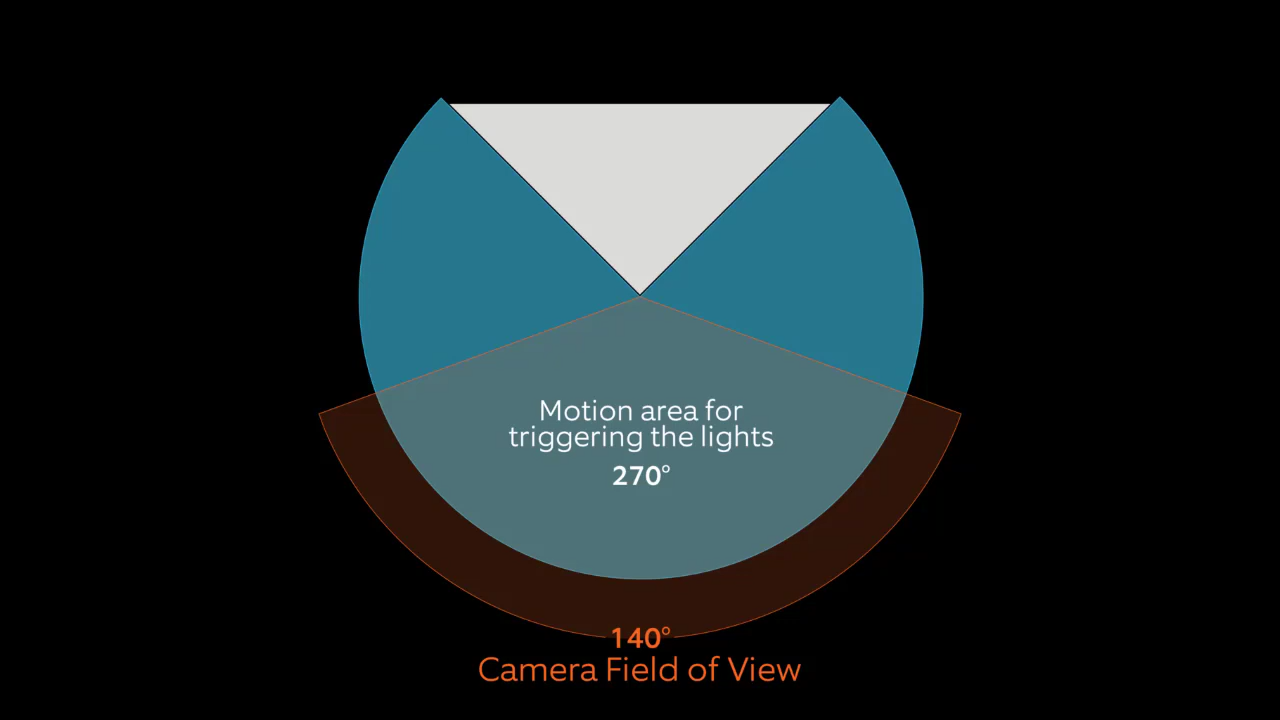 Motion area for
triggering the lights
270°
140°
Camera Field of View